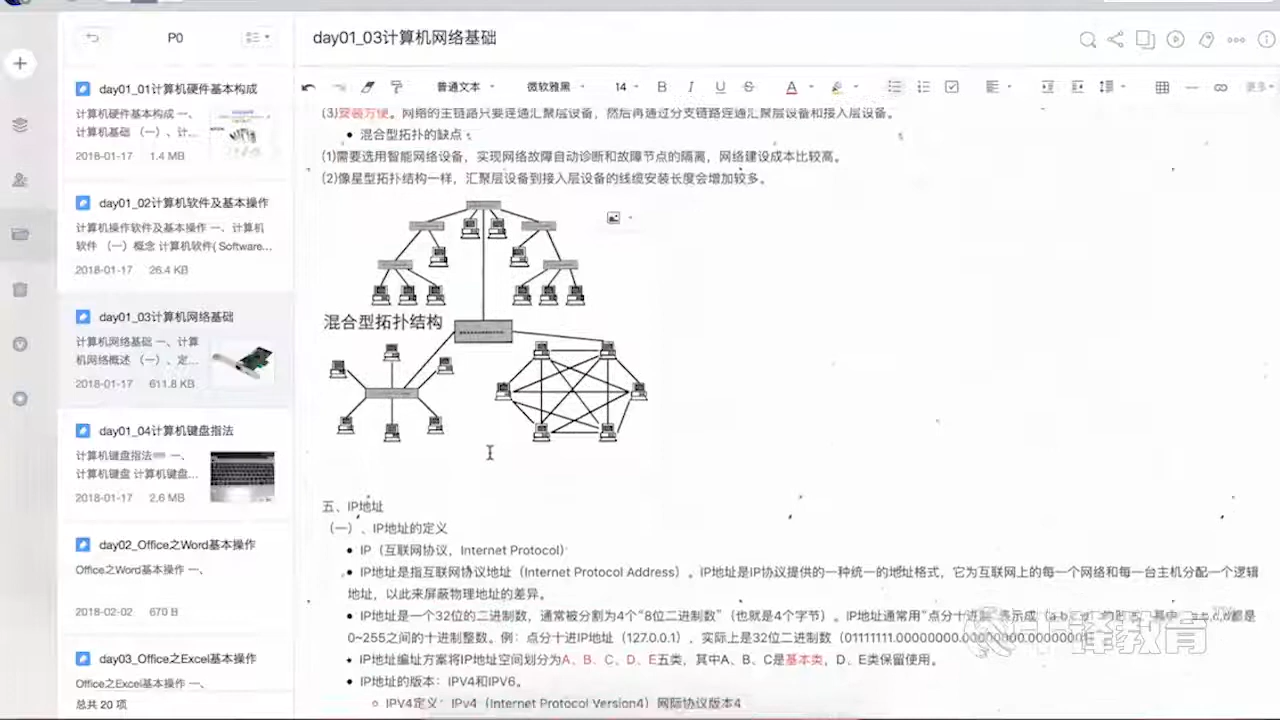 P0
day01_01计算机硬件基本构成
计算机硬件基本构成 一、
计算机基础 （一）、计...
2018-01-17 1.4 MB
day01_02计算机软件及基本操作
计算机操作软件及基本操作 一、计算机
软件 （一）概念 计算机软件( Software...
2018-01-17 26.4 KB
day01_03计算机网络基础
计算机网络基础 一、计算
机网络概述 （一）、定...
2018-01-17 611.8 KB
day01_04计算机键盘指法
计算机键盘指法 一、
计算机键盘 计算机键盘...
2018-01-17 2.6 MB
day02_Office之Word基本操作
Office之Word基本操作 一、
2018-02-02 670 B
day03_Office之Excel基本操作
Office之Excel基本操作 一、
总共 20 项
day01_03计算机网络基础
普通文本 微软雅黑 14 B I U S A 更多
(3)安装方便。网络的主链路只要连通汇聚层设备，然后再通过分支链路连通汇聚层设备和接入层设备。
• 混合型拓扑的缺点：
(1)需要选用智能网络设备，实现网络故障自动诊断和故障节点的隔离，网络建设成本比较高。
(2)像星型拓扑结构一样，汇聚层设备到接入层设备的线缆安装长度会增加较多。
混合型拓扑结构
五、IP地址
（一）、IP地址的定义
• IP（互联网协议，Internet Protocol）
• IP地址是指互联网协议地址（Internet Protocol Address）。IP地址是IP协议提供的一种统一的地址格式，它为互联网上的每一个网络和每一台主机分配一个逻辑
地址，以此来屏蔽物理地址的差异。
• IP地址是一个32位的二进制数，通常被分割为4个“8位二进制数”（也就是4个字节）。IP地址通常用“点分十进制”表示成（a.b.c.d）的形式，其中，a,b,c,d都是
0~255之间的十进制整数。例：点分十进IP地址（127.0.0.1），实际上是32位二进制数（01111111.00000000.00000000.00000001）。
• IP地址编址方案将IP地址空间划分为A、B、C、D、E五类，其中A、B、C是基本类，D、E类保留使用。
• IP地址的版本：IPV4和IPV6。
◦ IPV4定义：IPv4（Internet Protocol Version4）网际协议版本4
教育
TM